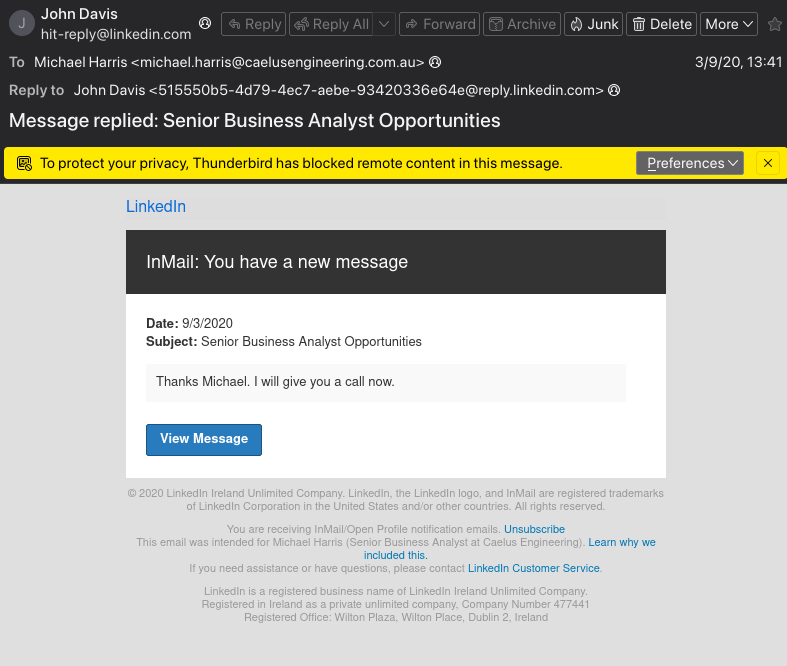 J
John Davis
hit-reply@linkedin.com
Reply
Reply All
Forward
Archive
Junk
Delete
More
To Michael Harris <michael.harris@caelusengineering.com.au>
3/9/20, 13:41
Reply to John Davis <515550b5-4d79-4ec7-aebe-93420336e64e@reply.linkedin.com>
Message replied: Senior Business Analyst Opportunities
To protect your privacy, Thunderbird has blocked remote content in this message.
Preferences
LinkedIn
InMail: You have a new message
Date: 9/3/2020
Subject: Senior Business Analyst Opportunities
Thanks Michael. I will give you a call now.
View Message
© 2020 LinkedIn Ireland Unlimited Company. LinkedIn, the LinkedIn logo, and InMail are registered trademarks
of LinkedIn Corporation in the United States and/or other countries. All rights reserved.
You are receiving InMail/Open Profile notification emails. Unsubscribe
This email was intended for Michael Harris (Senior Business Analyst at Caelus Engineering). Learn why we
included this.
If you need assistance or have questions, please contact LinkedIn Customer Service.
LinkedIn is a registered business name of LinkedIn Ireland Unlimited Company.
Registered in Ireland as a private unlimited company, Company Number 477441
Registered Office: Wilton Plaza, Wilton Place, Dublin 2, Ireland